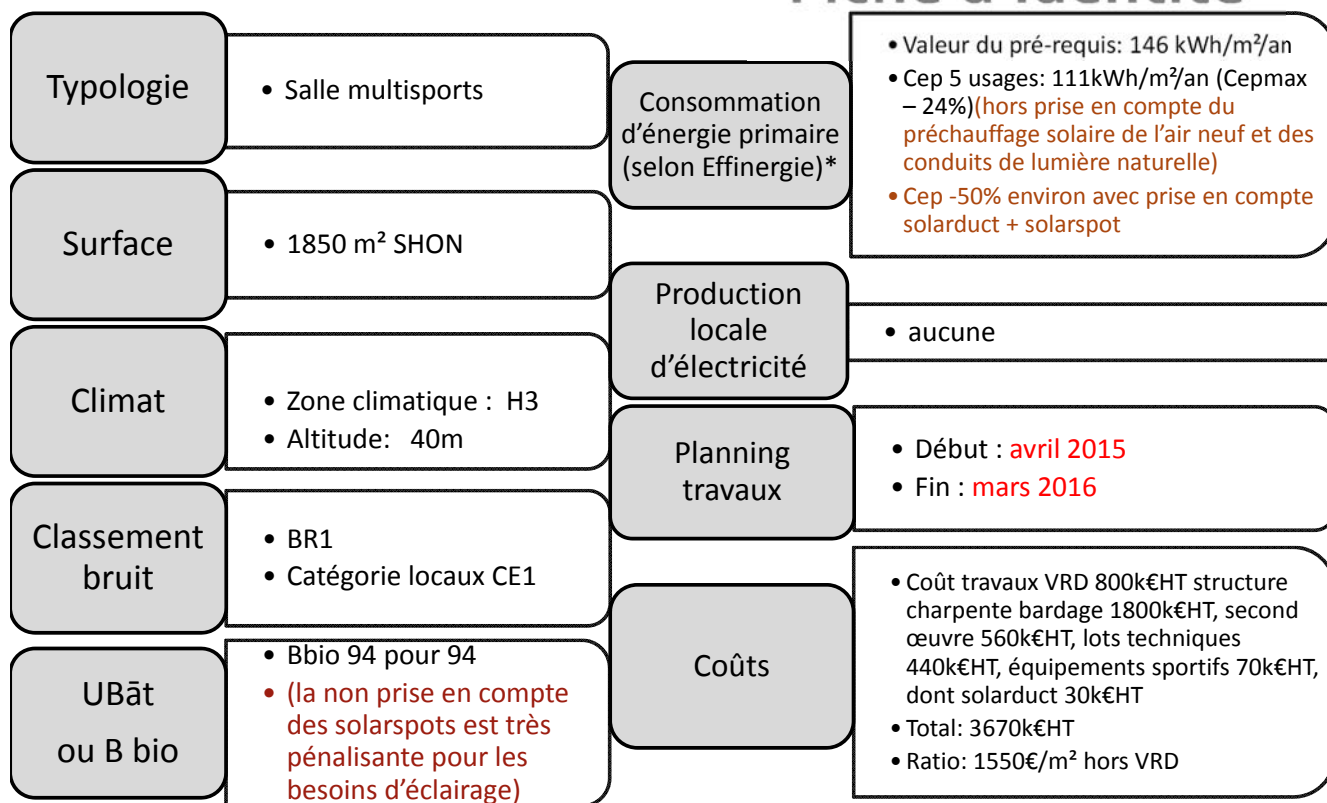 Fiche d'identité
Typologie
• Salle multisports
Surface
• 1850 m² SHON
Climat
• Zone climatique : H3
• Altitude: 40m
Classement
bruit
• BR1
• Catégorie locaux CE1
UBāt
ou B bio
• Bbio 94 pour 94
• (la non prise en compte
des solarspots est très
pénalisante pour les
besoins d'éclairage)
Consommation
d'énergie primaire
(selon Effinergie)*
• Valeur du pré-requis: 146 kWh/m²/an
• Cep 5 usages: 111kWh/m²/an (Cepmax
– 24%)(hors prise en compte du
préchauffage solaire de l'air neuf et des
conduits de lumière naturelle)
• Cep -50% environ avec prise en compte
solarduct + solarspot
Production
locale
d'électricité
• aucune
Planning
travaux
• Début : avril 2015
• Fin : mars 2016
Coûts
• Coût travaux VRD 800k€HT structure
charpente bardage 1800k€HT, second
œuvre 560k€HT, lots techniques
440k€HT, équipements sportifs 70k€HT,
dont solarduct 30k€HT
• Total: 3670k€HT
• Ratio: 1550€/m² hors VRD